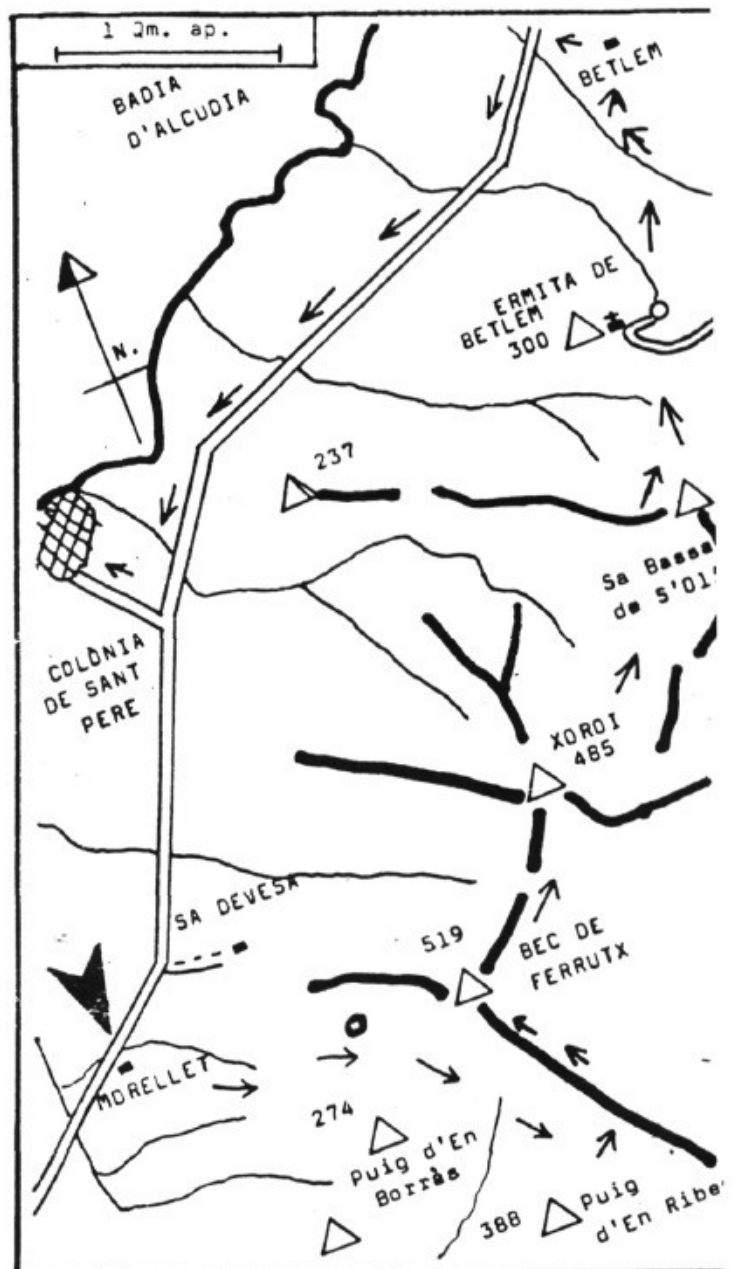 1 Qm. ap.
BADIA
D'ALCUDIA
BETLEM
N.
ERMITA DE
BETLEM
300
237
Sa Bassa
de S'Ol
COLÒNIA
DE SANT
PERE
XOROI
485
SA DEVESA
519
BEC DE
FERRUTX
MORELLET
274
Puig d'En
Borràs
388
Puig
d'En Ribe